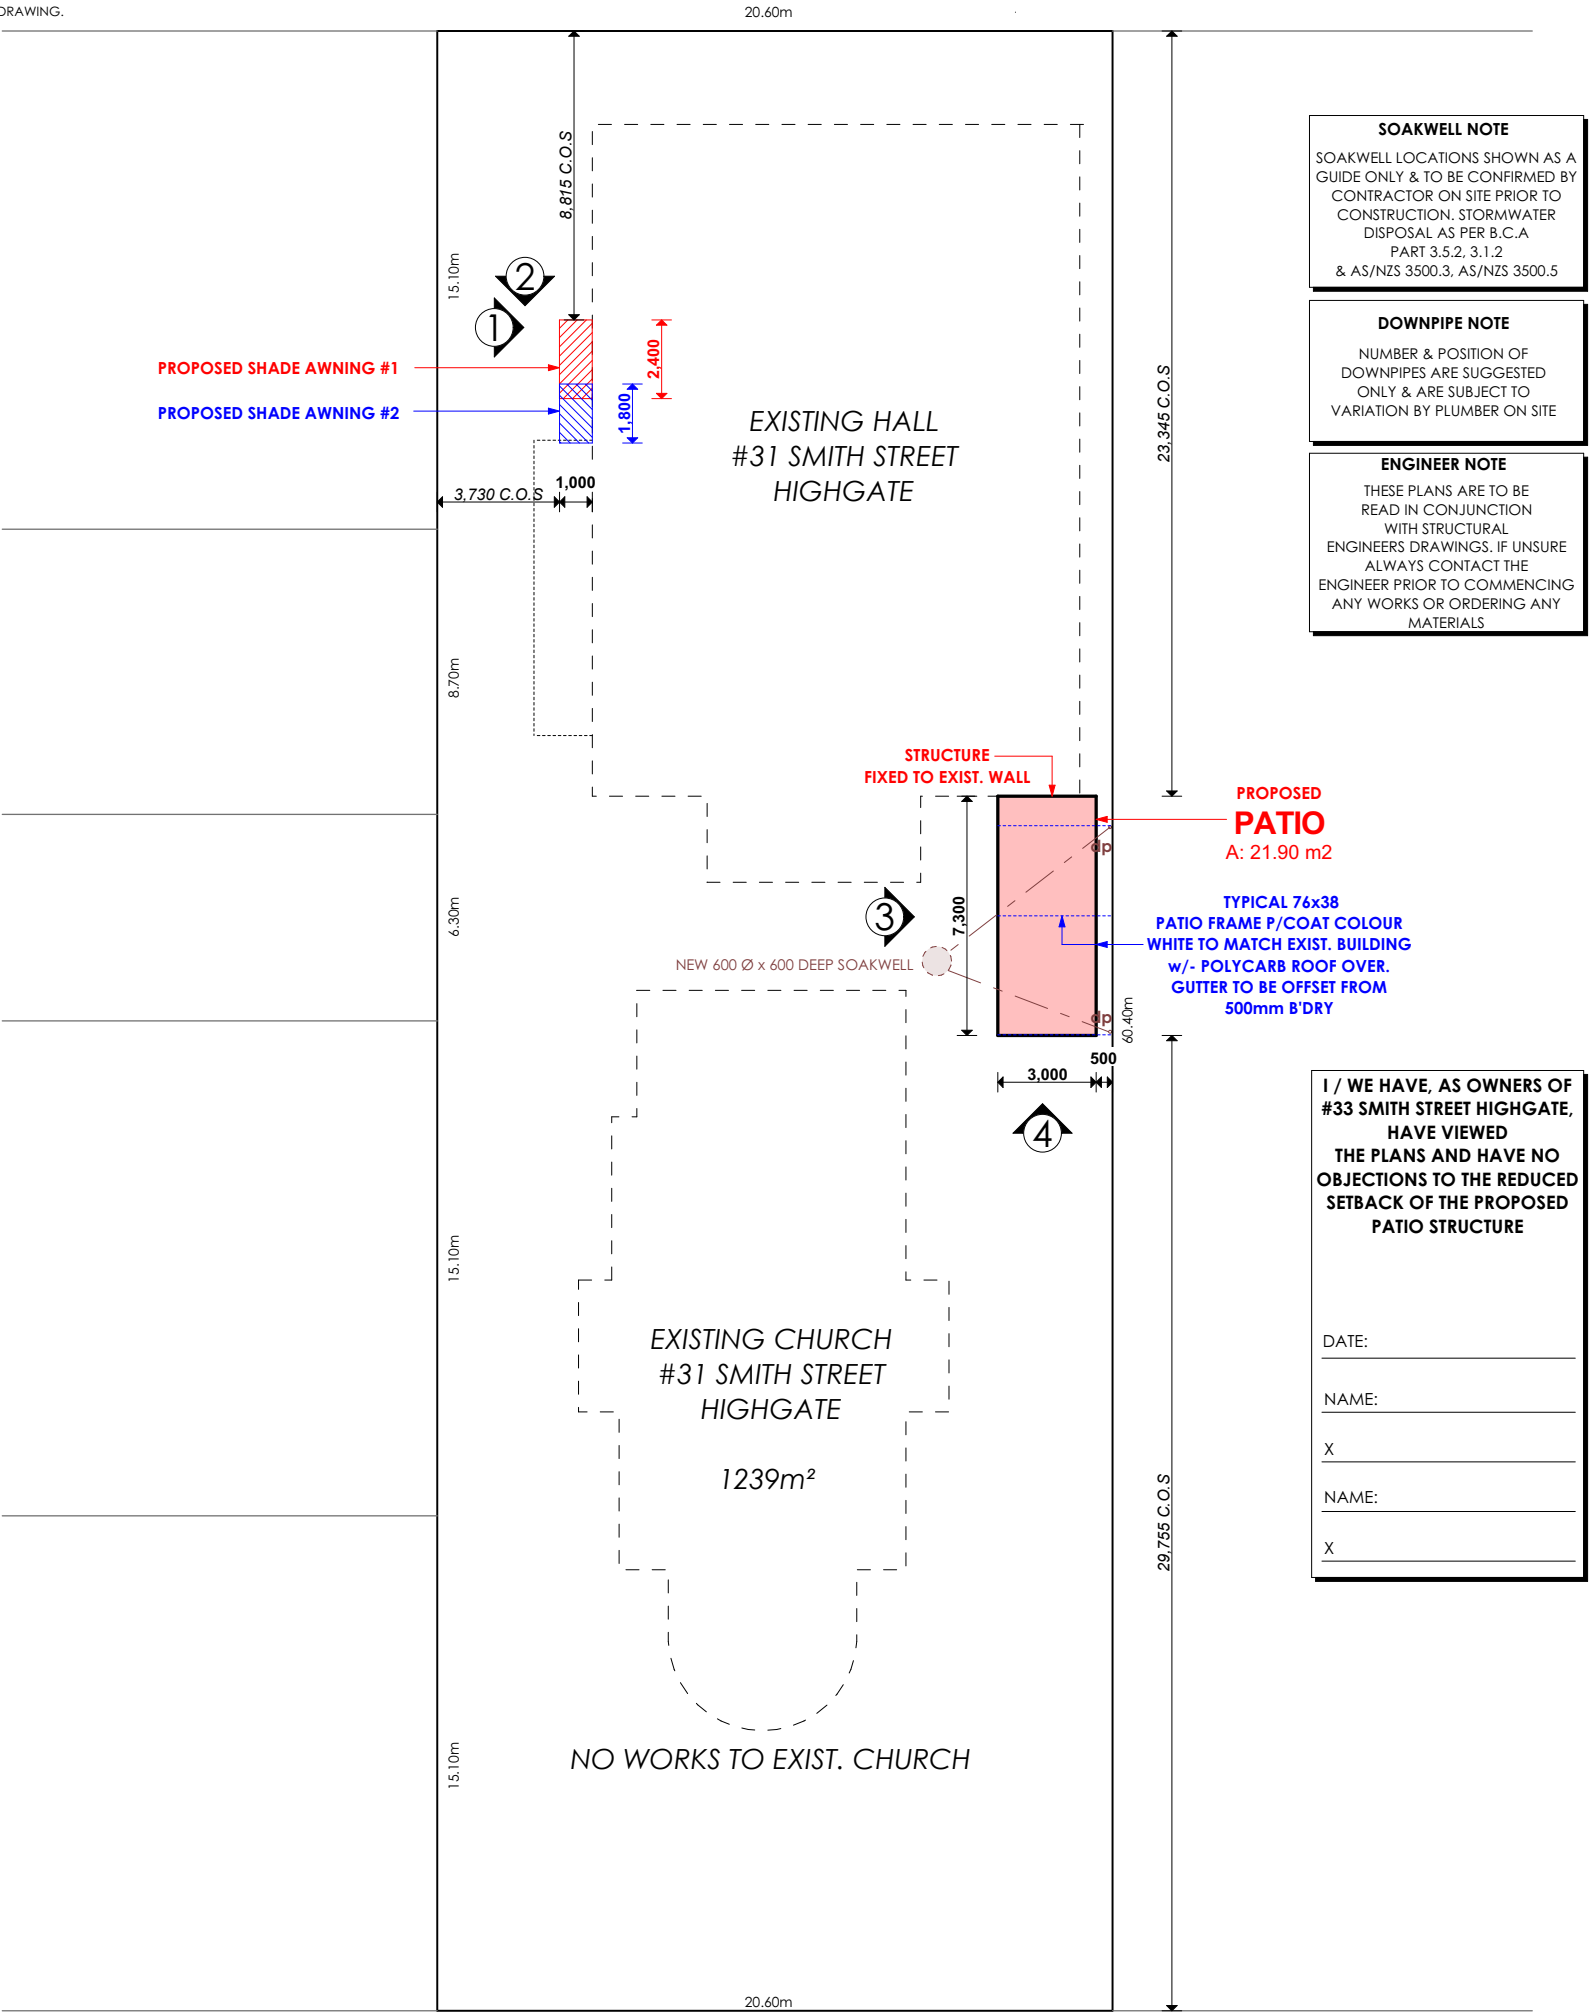 DRAWING.
20.60m
8,815 C.O.S
15.10m
2
1
PROPOSED SHADE AWNING #1
PROPOSED SHADE AWNING #2
2,400
1,800
EXISTING HALL
#31 SMITH STREET
HIGHGATE
3,730 C.O.S
1,000
23,345 C.O.S
8.70m
SOAKWELL NOTE
SOAKWELL LOCATIONS SHOWN AS A
GUIDE ONLY & TO BE CONFIRMED BY
CONTRACTOR ON SITE PRIOR TO
CONSTRUCTION. STORMWATER
DISPOSAL AS PER B.C.A
PART 3.5.2, 3.1.2
& AS/NZS 3500.3, AS/NZS 3500.5
DOWNPIPE NOTE
NUMBER & POSITION OF
DOWNPIPES ARE SUGGESTED
ONLY & ARE SUBJECT TO
VARIATION BY PLUMBER ON SITE
ENGINEER NOTE
THESE PLANS ARE TO BE
READ IN CONJUNCTION
WITH STRUCTURAL
ENGINEERS DRAWINGS. IF UNSURE
ALWAYS CONTACT THE
ENGINEER PRIOR TO COMMENCING
ANY WORKS OR ORDERING ANY
MATERIALS
STRUCTURE
FIXED TO EXIST. WALL
PROPOSED
PATIO
A: 21.90 m2
dp
6.30m
3
7,300
TYPICAL 76x38
PATIO FRAME P/COAT COLOUR
WHITE TO MATCH EXIST. BUILDING
w/- POLYCARB ROOF OVER.
GUTTER TO BE OFFSET FROM
500mm B'DRY
NEW 600 Ø x 600 DEEP SOAKWELL
dp
60.40m
500
3,000
4
I / WE HAVE, AS OWNERS OF
#33 SMITH STREET HIGHGATE,
HAVE VIEWED
THE PLANS AND HAVE NO
OBJECTIONS TO THE REDUCED
SETBACK OF THE PROPOSED
PATIO STRUCTURE
DATE:
NAME:
X
NAME:
X
15.10m
EXISTING CHURCH
#31 SMITH STREET
HIGHGATE
1239m²
29,755 C.O.S
15.10m
NO WORKS TO EXIST. CHURCH
20.60m